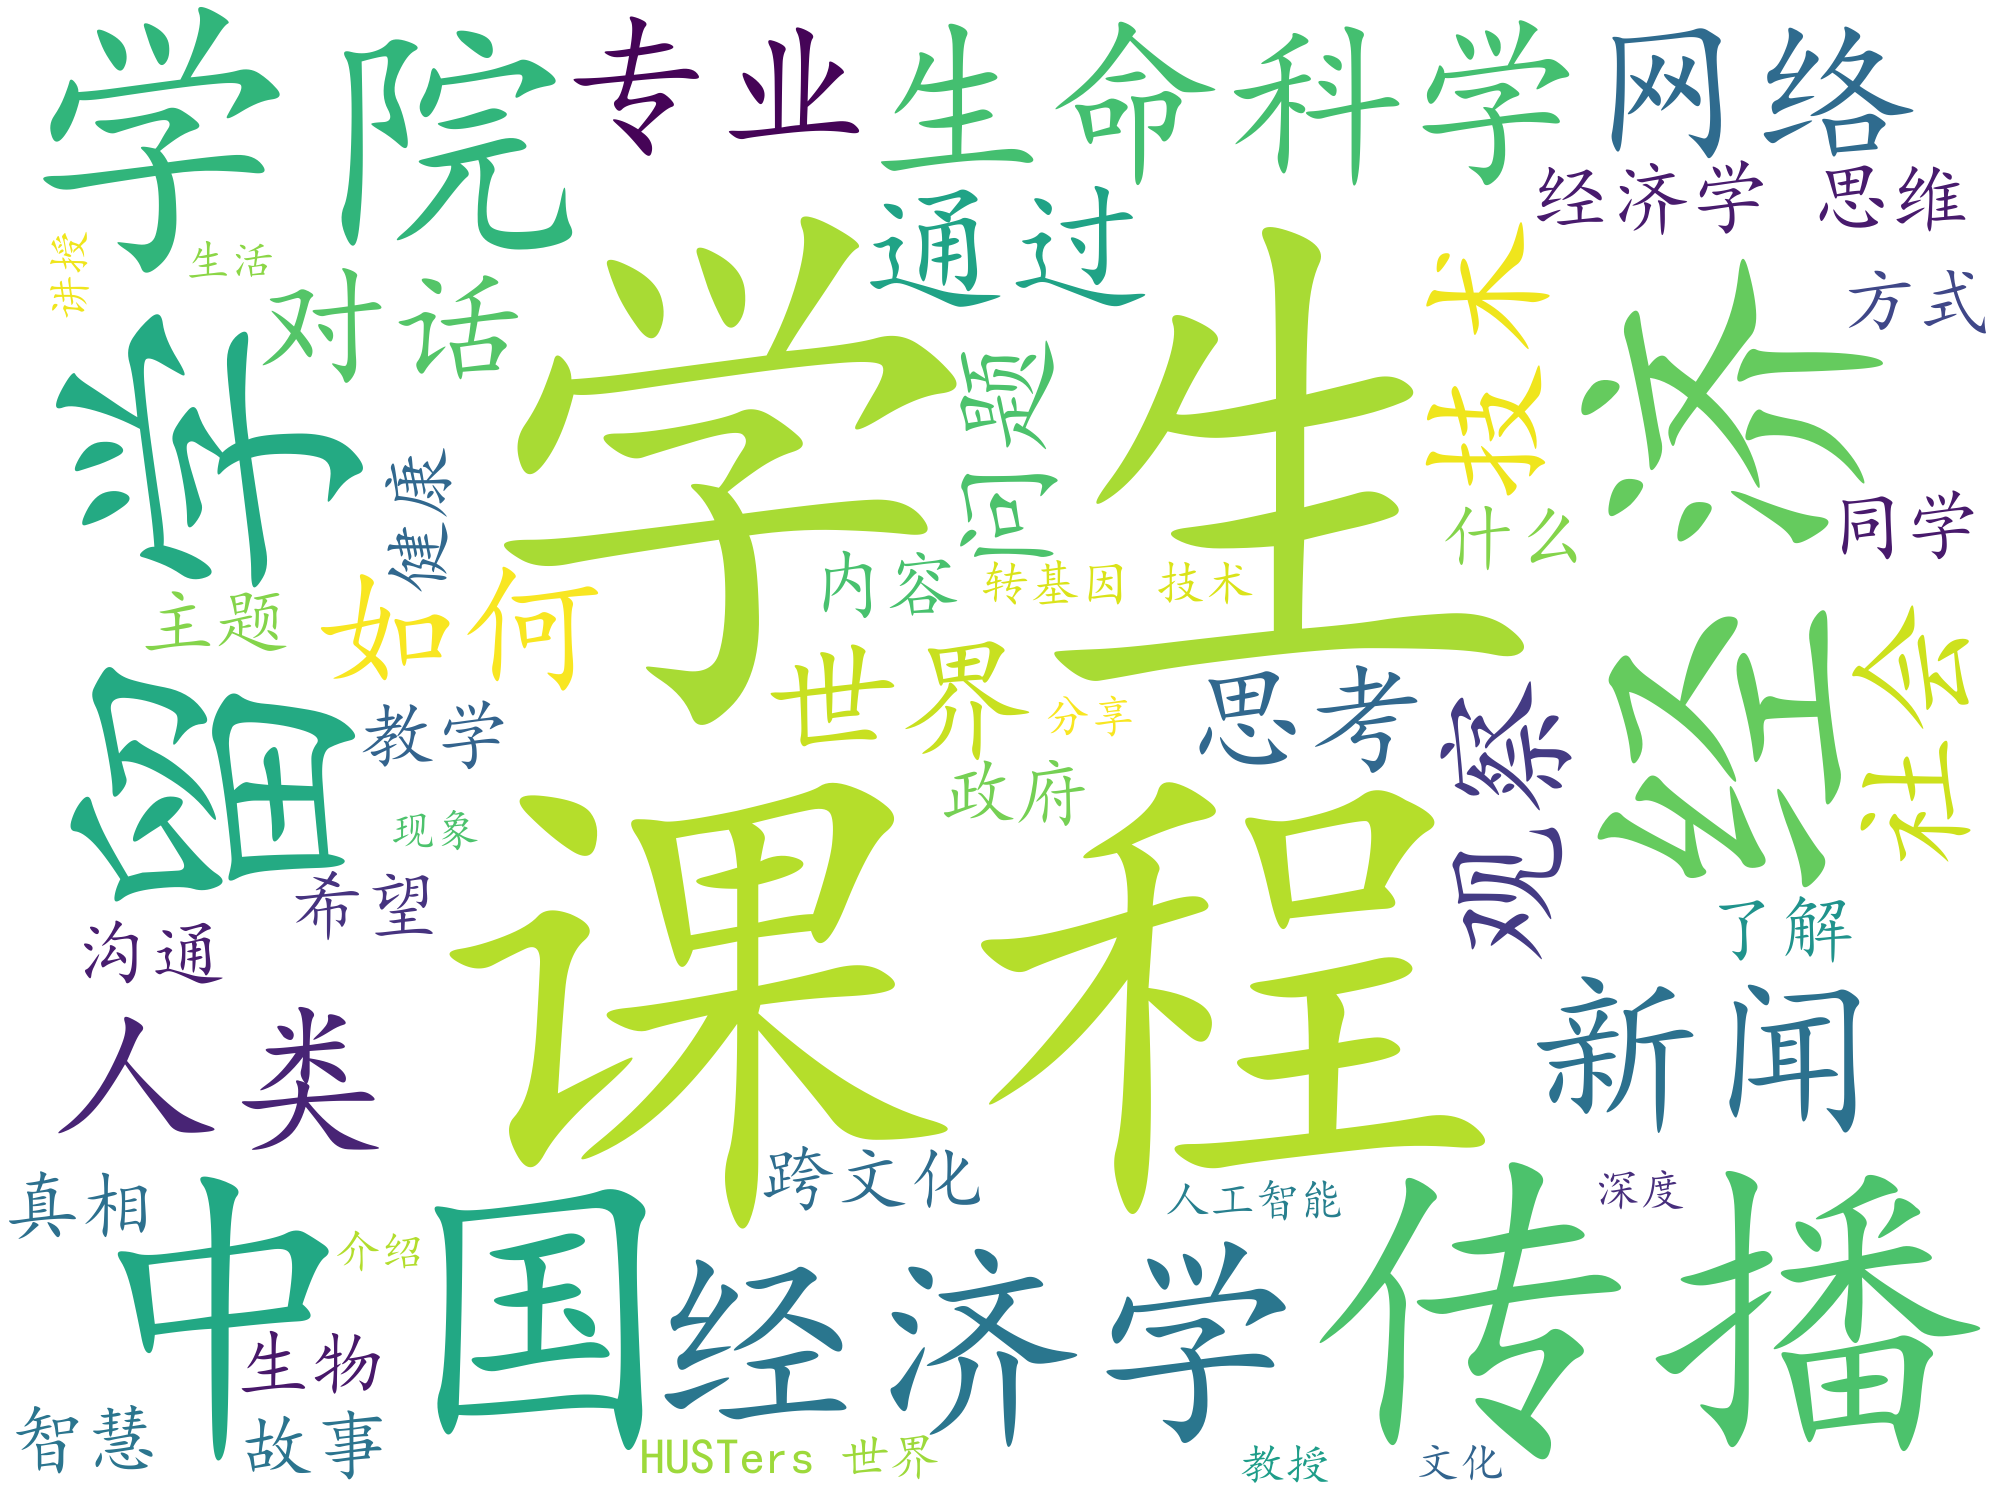 学院
专业
生命科学
网络
经济学 思维
通过
讲授
生活
对话
技术
方式
学生
问题
留学
经济
健康
什么
同学
主题
如何
内容
转基因 技术
世界
分享
思考
社会
教学
观察
政府
现象
希望
沟通
课程
了解
人类
新闻
跨文化
真相
人工智能
深度
中国
介绍
经济学
传播
生物
智慧
故事
HUSTers 世界
教授
文化